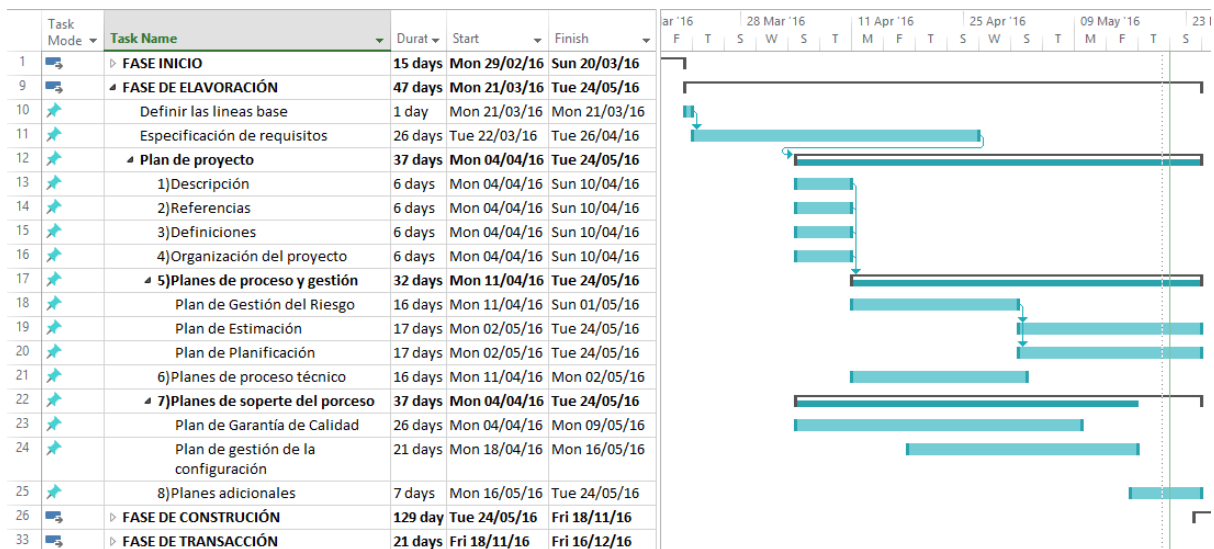 Task Mode Task Name Durat Start Finish
ar '16 28 Mar '16 11 Apr '16 25 Apr '16 09 May '16 23
F T S W S T M F T S W S T M F T S
1 FASE INICIO 15 days Mon 29/02/16 Sun 20/03/16
9 FASE DE ELAVORACIÓN 47 days Mon 21/03/16 Tue 24/05/16
10 Definir las lineas base 1 day Mon 21/03/16 Mon 21/03/16
11 Especificación de requisitos 26 days Tue 22/03/16 Tue 26/04/16
12 Plan de proyecto 37 days Mon 04/04/16 Tue 24/05/16
13 1)Descripción 6 days Mon 04/04/16 Sun 10/04/16
14 2)Referencias 6 days Mon 04/04/16 Sun 10/04/16
15 3)Definiciones 6 days Mon 04/04/16 Sun 10/04/16
16 4)Organización del proyecto 6 days Mon 04/04/16 Sun 10/04/16
17 5)Planes de proceso y gestión 32 days Mon 11/04/16 Tue 24/05/16
18 Plan de Gestión del Riesgo 16 days Mon 11/04/16 Sun 01/05/16
19 Plan de Estimación 17 days Mon 02/05/16 Tue 24/05/16
20 Plan de Planificación 17 days Mon 02/05/16 Tue 24/05/16
21 6)Planes de proceso técnico 16 days Mon 11/04/16 Mon 02/05/16
22 7)Planes de soperte del porceso 37 days Mon 04/04/16 Tue 24/05/16
23 Plan de Garantía de Calidad 26 days Mon 04/04/16 Mon 09/05/16
24 Plan de gestión de la 21 days Mon 18/04/16 Mon 16/05/16
configuración
25 8)Planes adicionales 7 days Mon 16/05/16 Tue 24/05/16
26 FASE DE CONSTRUCIÓN 129 day Tue 24/05/16 Fri 18/11/16
33 FASE DE TRANSACCIÓN 21 days Fri 18/11/16 Fri 16/12/16